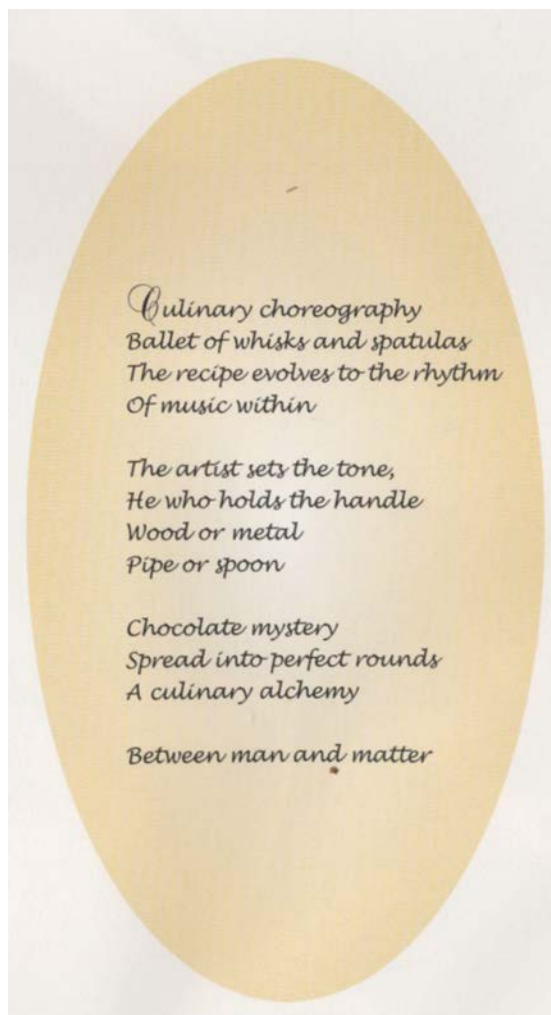 Culinary choreography
Ballet of whisks and spatulas
The recipe evolves to the rhythm
Of music within
The artist sets the tone,
He who holds the handle
Wood or metal
Pipe or spoon
Chocolate mystery
Spread into perfect rounds
A culinary alchemy
Between man and matter